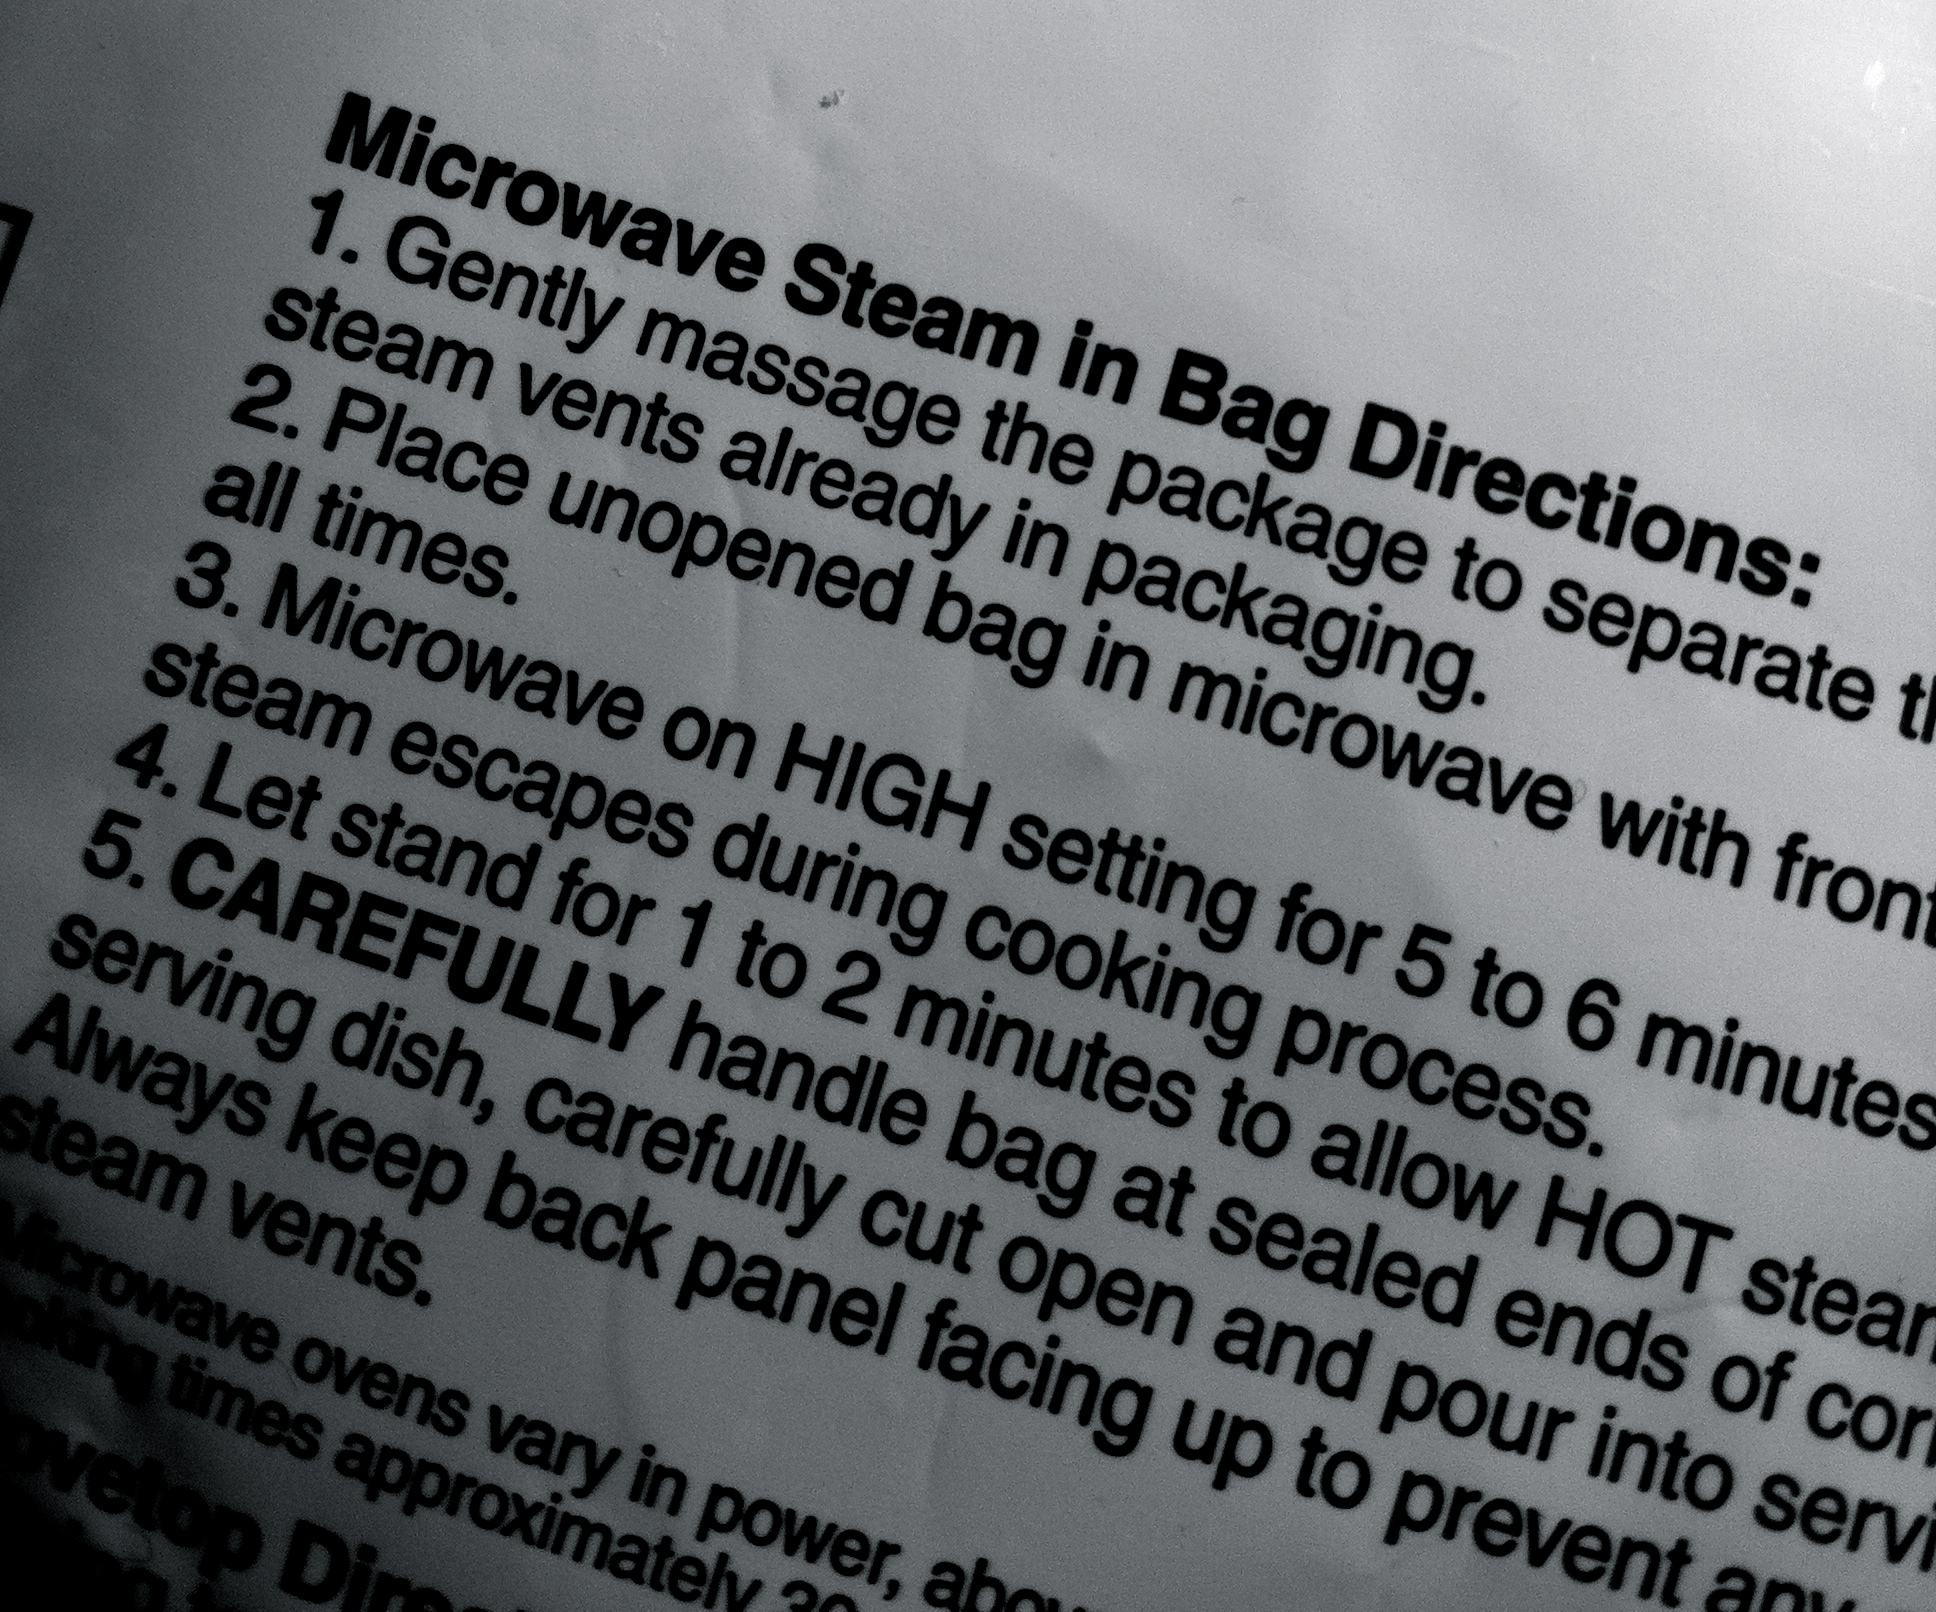 Microwave Steam in Bag Directions:
1. Gently massage the package to separate
steam vents already in packaging.
2. Place unopened bag in microwave with front
all times.
3. Microwave on HIGH setting for 5 to 6 minutes
steam escapes during cooking process.
4. Let stand for 1 to 2 minutes to allow HOT
5. CAREFULLY handle bag at sealed ends of
serving dish, carefully cut open and pour into
Always keep back panel facing up to prevent any
steam vents.
Microwave ovens vary in power,
times approximately